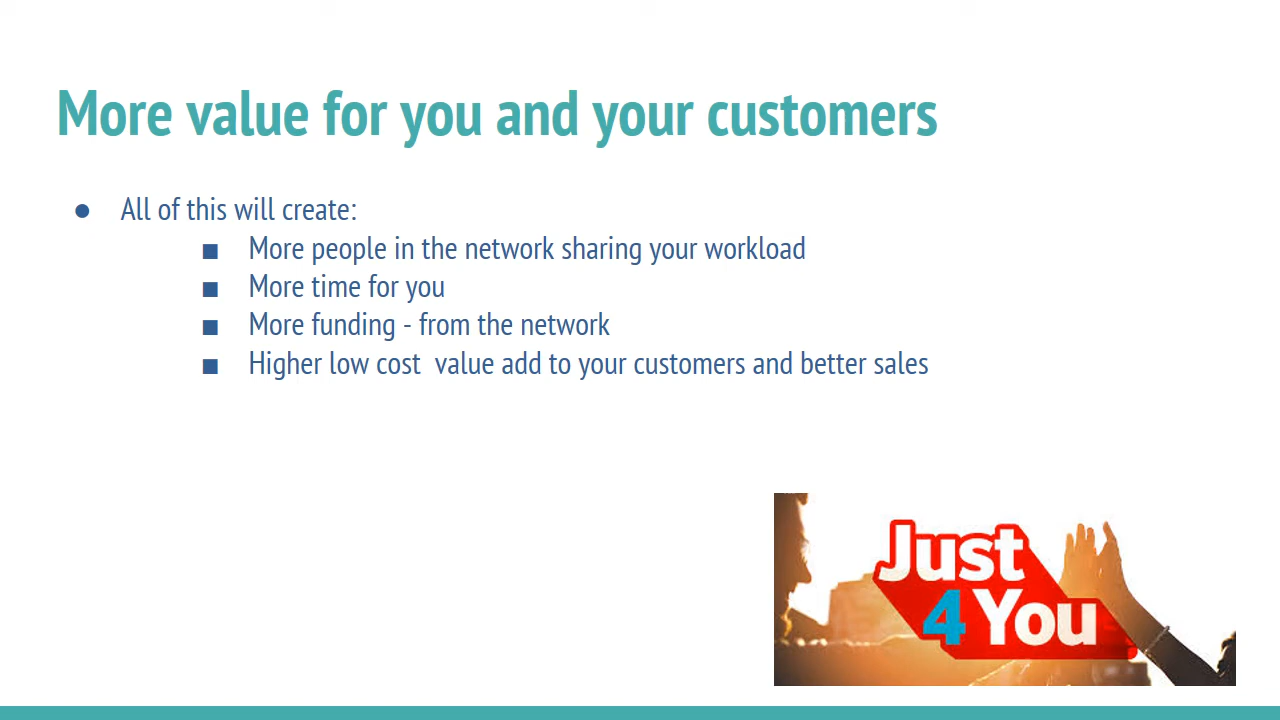 More value for you and your customers
● All of this will create:
■ More people in the network sharing your workload
■ More time for you
■ More funding - from the network
■ Higher low cost  value add to your customers and better sales
Just
4 You